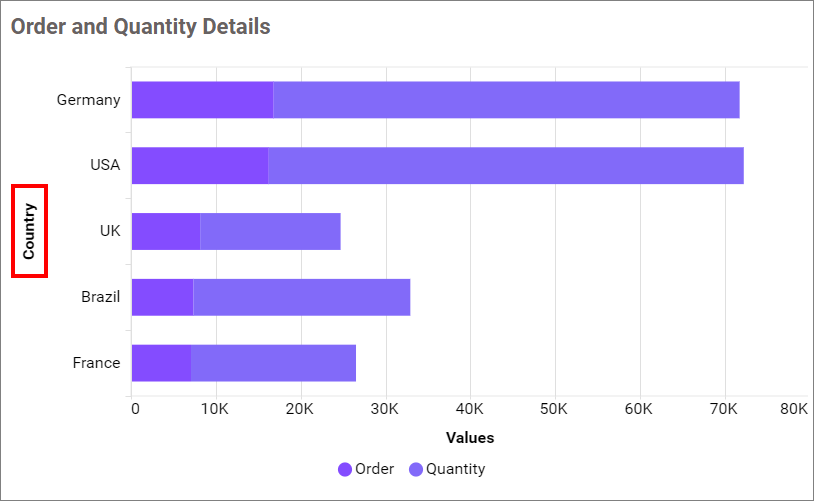 Order and Quantity Details
Germany
USA
UK
Brazil
France
Country
0 10K 20K 30K 40K 50K 60K 70K 80K
Values
Order Quantity